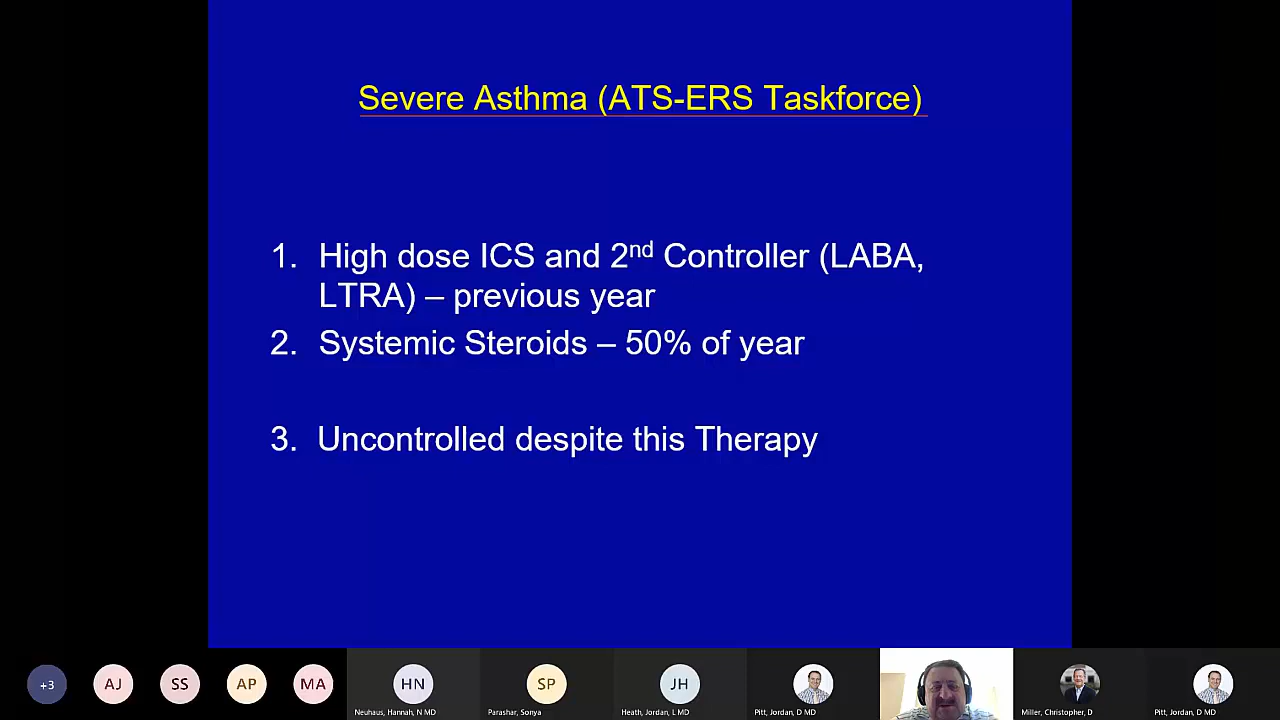 Severe Asthma (ATS-ERS Taskforce)
1. High dose ICS and 2nd Controller (LABA,
LTRA) – previous year
2. Systemic Steroids – 50% of year
3. Uncontrolled despite this Therapy
+3
AJ
SS
AP
MA
HN
SP
JH
Neuhaus, Hannah, N MD
Parashar, Sonya
Heath, Jordan, L MD
Pitt, Jordan, D MD
Miller, Christopher, D
Pitt, Jordan, D MD